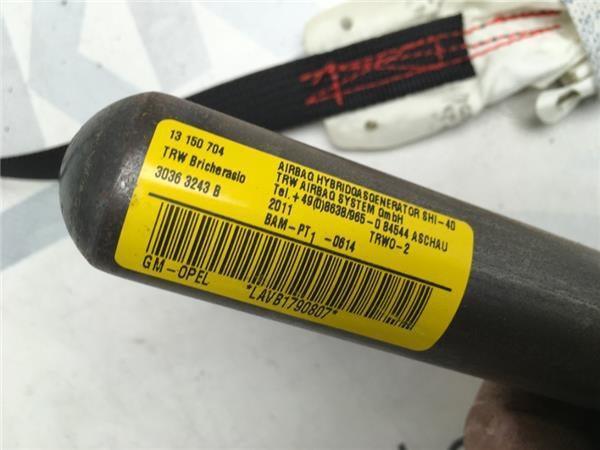 13 150 704
TRW Bricherasio
3036 3243 B
AIRBAG HYBRIDGASGENERATOR SHI-40
TRW AIRBAG SYSTEM GmbH
Tel.+49(0)8638/965-0 84544 ASCHAU
2011 TRWO-2
BAM-PT1 -0614
GM-OPEL *LAVB1790807*